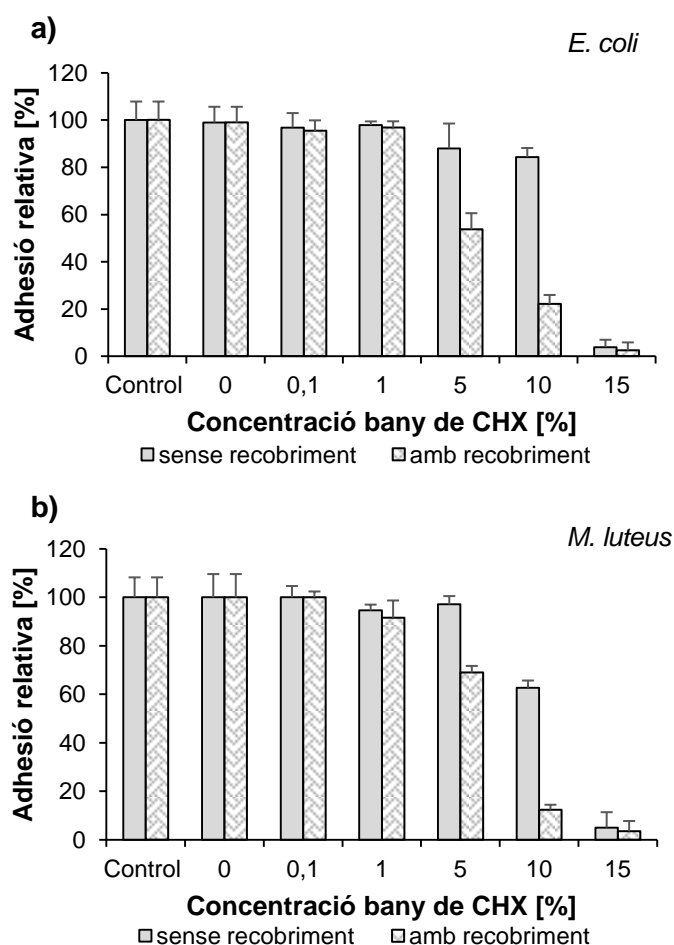 a)
E. coli
120
100
80
60
40
20
0
Adhesió relativa [%]
Control 0 0,1 1 5 10 15
Concentració bany de CHX [%]
sense recobriment amb recobriment
b)
M. luteus
120
100
80
60
40
20
0
Adhesió relativa [%]
Control 0 0,1 1 5 10 15
Concentració bany de CHX [%]
sense recobriment amb recobriment